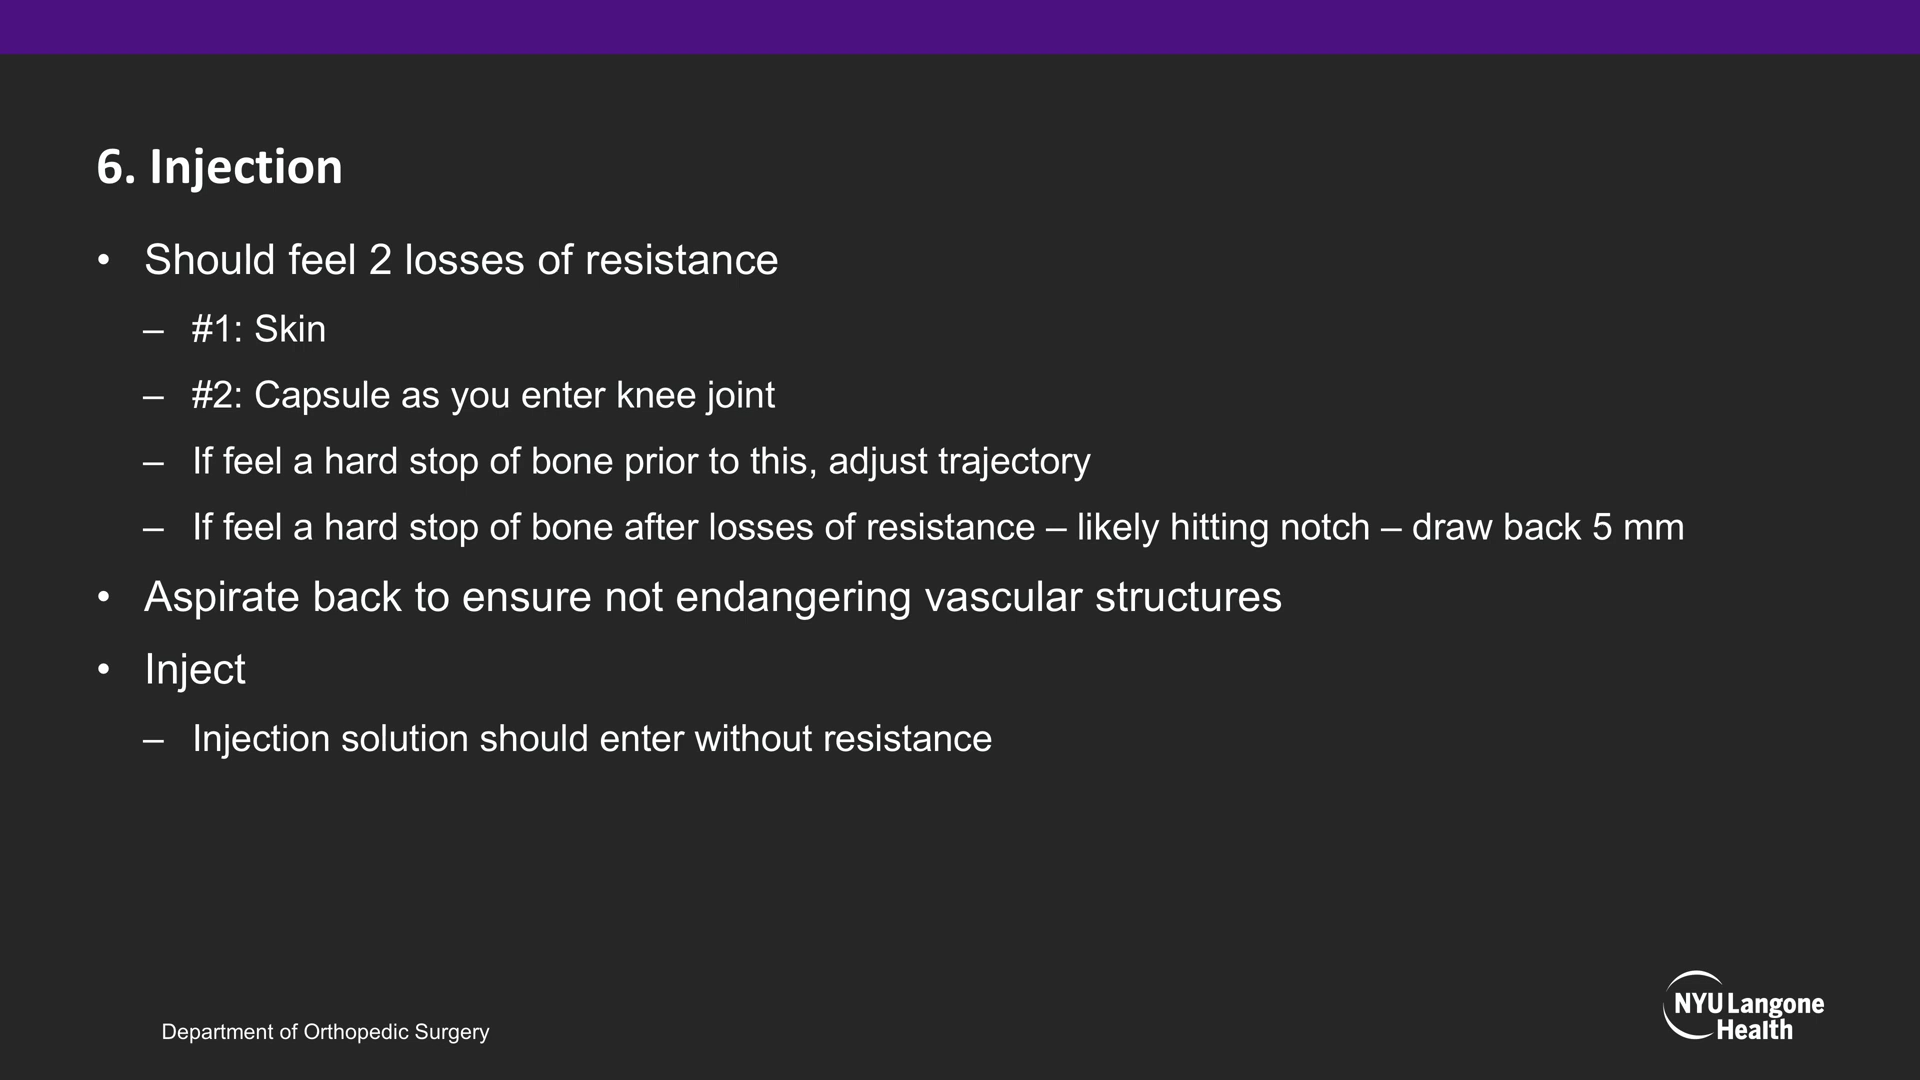 6. Injection
• Should feel 2 losses of resistance
– #1: Skin
– #2: Capsule as you enter knee joint
– If feel a hard stop of bone prior to this, adjust trajectory
– If feel a hard stop of bone after losses of resistance – likely hitting notch – draw back 5 mm
• Aspirate back to ensure not endangering vascular structures
• Inject
– Injection solution should enter without resistance
Department of Orthopedic Surgery
NYU Langone
Health